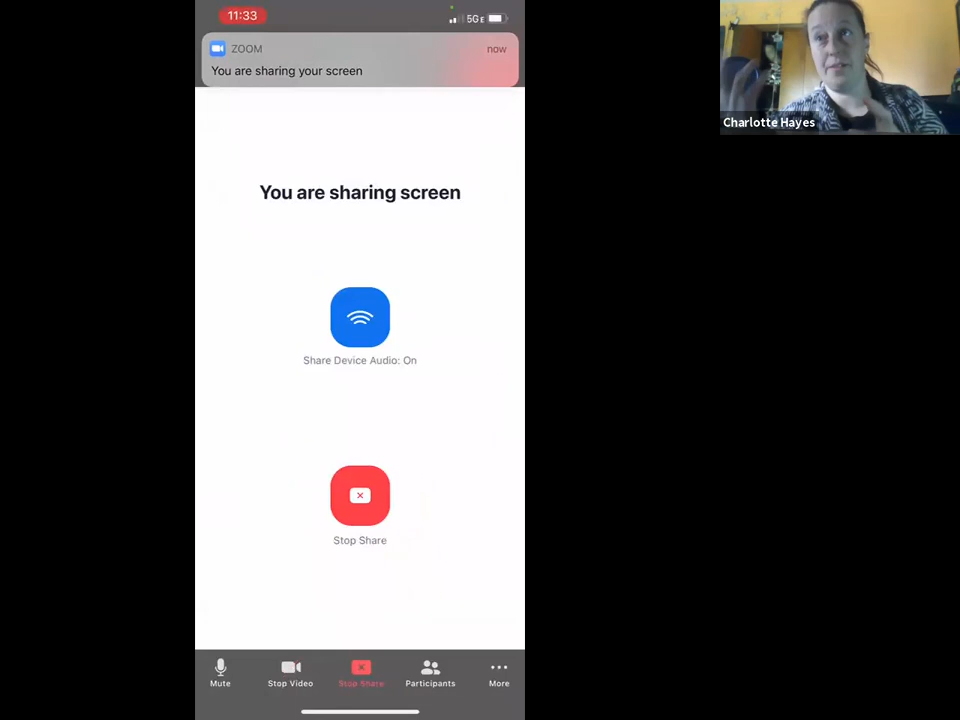 11:33
5GE
ZOOM
now
You are sharing your screen
Charlotte Hayes
You are sharing screen
Share Device Audio: On
Stop Share
Mute
Stop Video
Stop Share
Participants
More